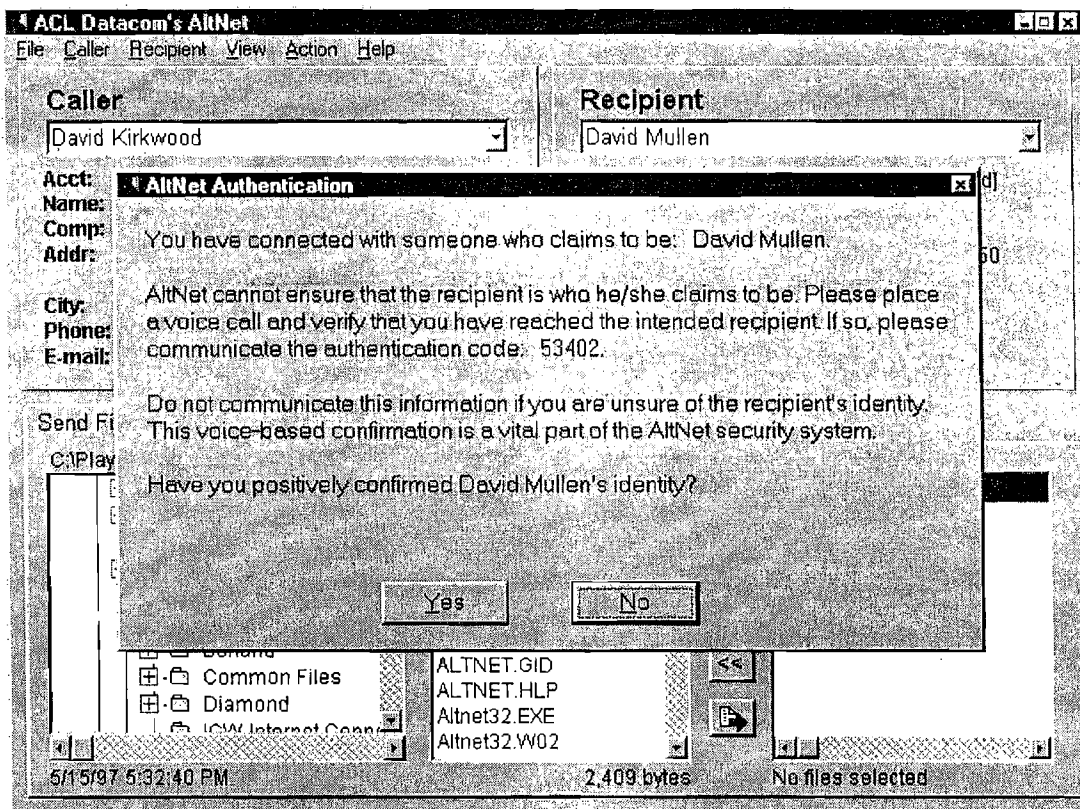 ACL Datacom's AltNet
File Caller Recipient View Action Help
Caller
Recipient
David Kirkwood
David Mullen
Acct:
Name:
Comp:
Addr:
City:
Phone:
E-mail:
d]
60
AltNet Authentication
You have connected with someone who claims to be: David Mullen.
AltNet cannot ensure that the recipient is who he/she claims to be. Please place
a voice call and verify that you have reached the intended recipient. If so, please
communicate the authentication code: 53402.
Do not communicate this information if you are unsure of the recipient's identity.
This voice-based confirmation is a vital part of the AltNet security system.
Have you positively confirmed David Mullen's identity?
Yes
No
Send Fi
C:\Play
Common Files
Diamond
ICW Internet
ALTNET.GID
ALTNET.HLP
Altnet32.EXE
Altnet32.W02
<<
5/15/97 5:32:40 PM
2,409 bytes
No files selected